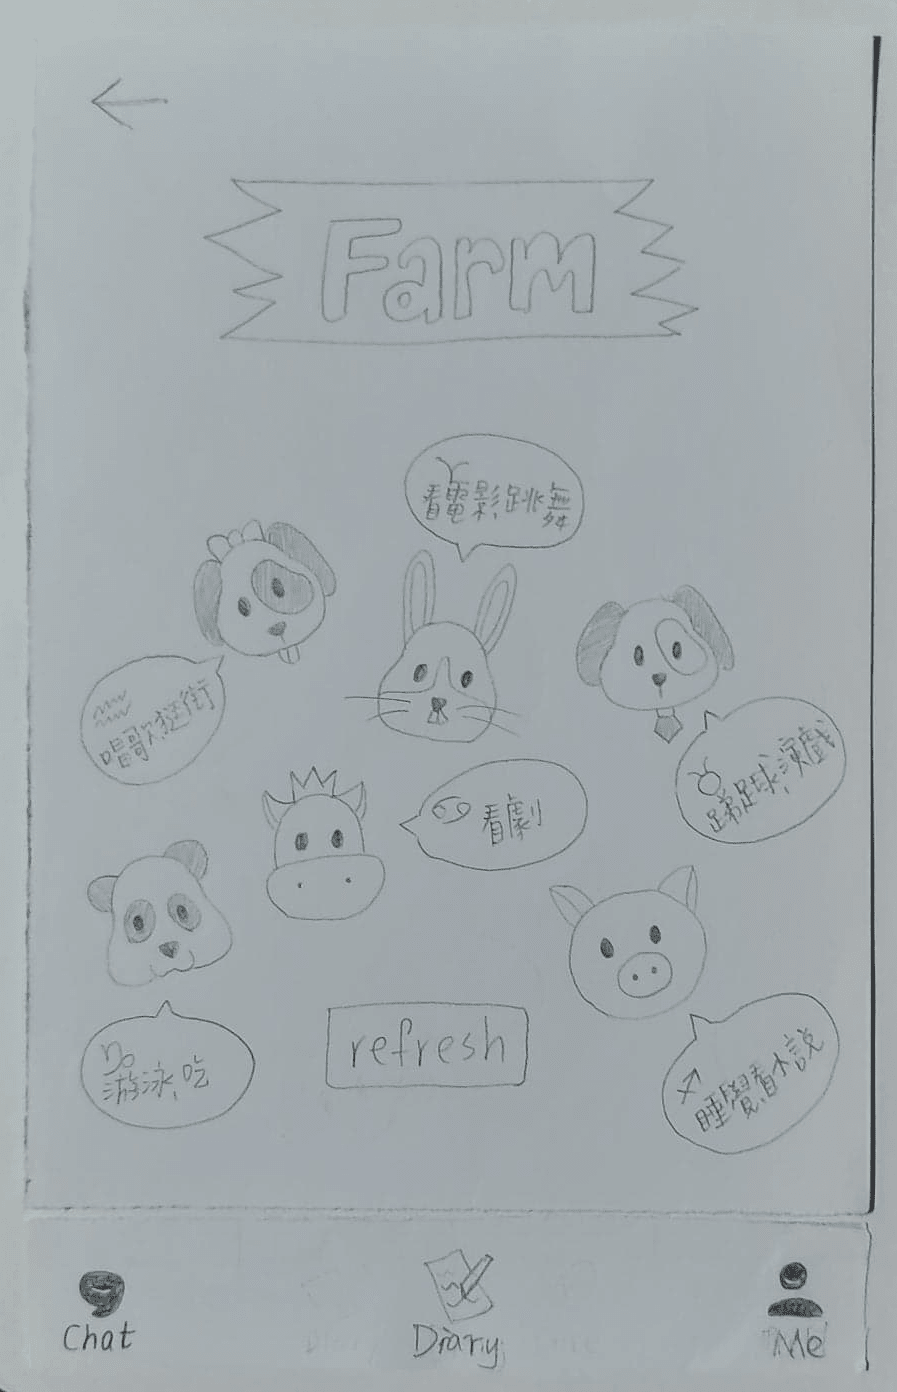 Farm
♈
看電影、跳舞
♒
唱歌、逛街
♉
踢足球、演戲
♋ 看劇
♑
游泳、吃
♐
睡覺、看小說
refresh
Chat
Diary
Me